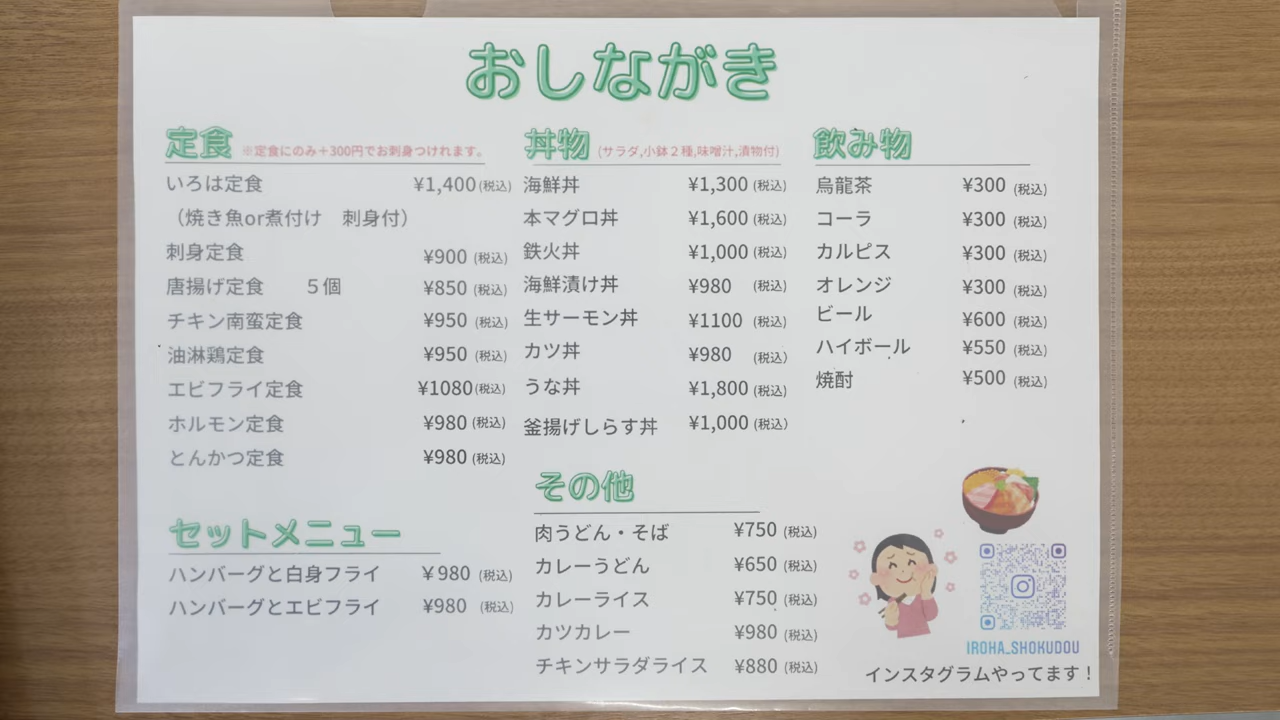 おしながき
定食 ※定食にのみ＋300円でお刺身つけれます。
いろは定食 ¥1,400(税込)
（焼き魚or煮付け　刺身付）
刺身定食 ¥900 (税込)
唐揚げ定食　　５個 ¥850 (税込)
チキン南蛮定食 ¥950 (税込)
油淋鶏定食 ¥950 (税込)
エビフライ定食 ¥1080(税込)
ホルモン定食 ¥980 (税込)
とんかつ定食 ¥980 (税込)
セットメニュー
ハンバーグと白身フライ ￥980 (税込)
ハンバーグとエビフライ ¥980 (税込)
丼物 (サラダ,小鉢２種,味噌汁,漬物付)
海鮮丼 ¥1,300 (税込)
本マグロ丼 ¥1,600 (税込)
鉄火丼 ¥1,000 (税込)
海鮮漬け丼 ¥980 (税込)
生サーモン丼 ¥1100 (税込)
カツ丼 ¥980 (税込)
うな丼 ¥1,800 (税込)
釜揚げしらす丼 ¥1,000 (税込)
その他
肉うどん・そば ¥750 (税込)
カレーうどん ¥650 (税込)
カレーライス ¥750 (税込)
カツカレー ¥980 (税込)
チキンサラダライス ¥880 (税込)
飲み物
烏龍茶 ¥300 (税込)
コーラ ¥300 (税込)
カルピス ¥300 (税込)
オレンジ ¥300 (税込)
ビール ¥600 (税込)
ハイボール ¥550 (税込)
焼酎 ¥500 (税込)
IROHA_SHOKUDOU
インスタグラムやってます！